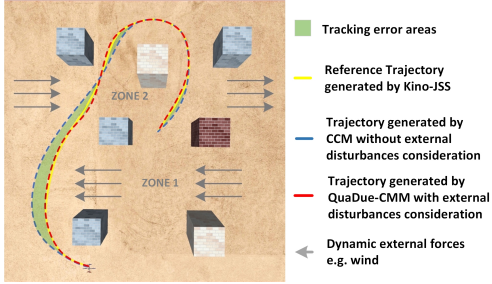 ZONE 2
ZONE 1
Tracking error areas
Reference Trajectory
generated by Kino-JSS
Trajectory generated by
CCM without external
disturbances consideration
Trajectory generated by
QuaDue-CMM with external
disturbances consideration
Dynamic external forces
e.g. wind